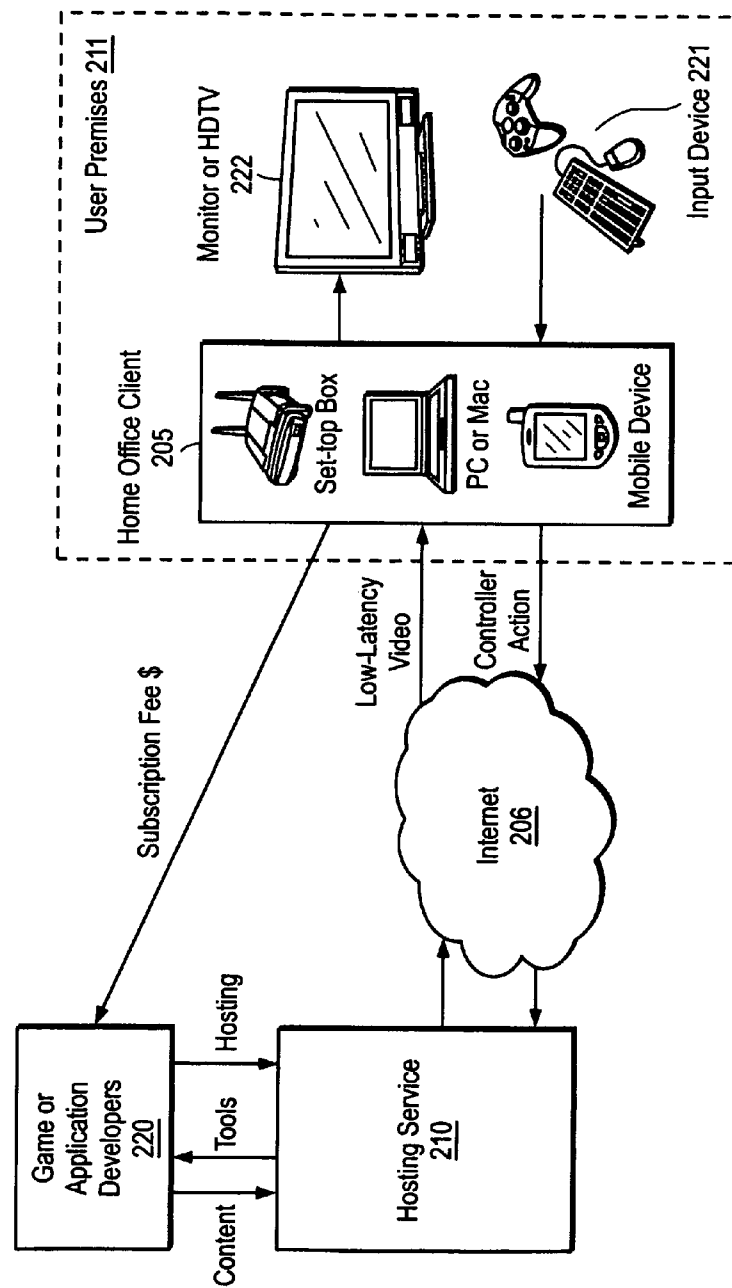 User Premises 211
Home Office Client
205
Set-top Box
PC or Mac
Mobile Device
Monitor or HDTV
222
Input Device 221
Subscription Fee $
Low-Latency
Video
Controller
Action
Internet
206
Game or
Application
Developers
220
Content
Tools
Hosting
Hosting Service
210